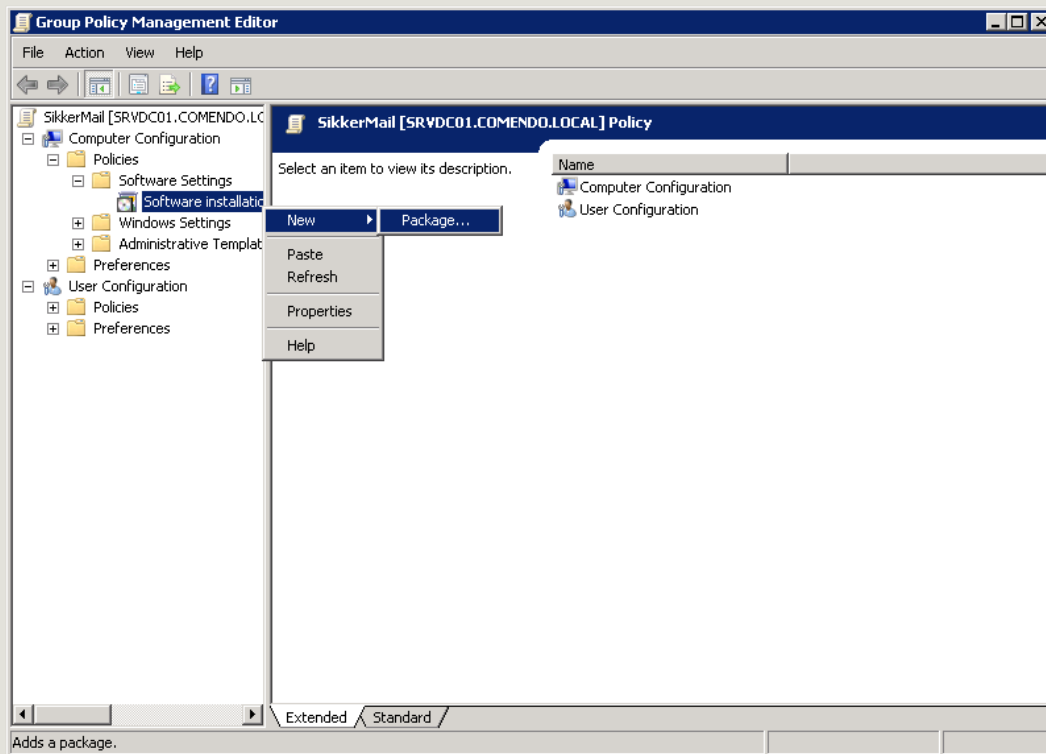 Group Policy Management Editor
File Action View Help
SikkerMail [SRVDC01.COMENDO.LO
Computer Configuration
Policies
Software Settings
Software installatio
Windows Settings
Administrative Templat
Preferences
User Configuration
Policies
Preferences
New
Package...
Paste
Refresh
Properties
Help
SikkerMail [SRVDC01.COMENDO.LOCAL] Policy
Select an item to view its description.
Name
Computer Configuration
User Configuration
Extended Standard
Adds a package.